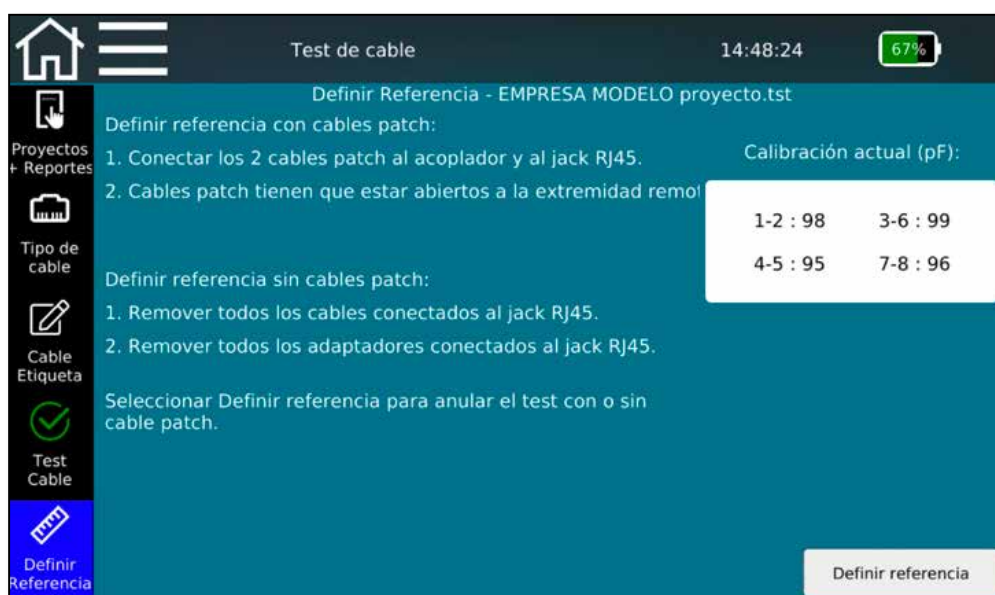 Test de cable
14:48:24
67%
Definir Referencia - EMPRESA MODELO proyecto.tst
Proyectos
+ Reportes
Tipo de
cable
Cable
Etiqueta
Test
Cable
Definir
Referencia
Definir referencia con cables patch:
1. Conectar los 2 cables patch al acoplador y al jack RJ45.
2. Cables patch tienen que estar abiertos a la extremidad
Definir referencia sin cables patch:
1. Remover todos los cables conectados al jack RJ45.
2. Remover todos los adaptadores conectados al jack RJ45.
Seleccionar Definir referencia para anular el test con o sin
cable patch.
Calibración actual (pF):
1-2 : 98 3-6 : 99
4-5 : 95 7-8 : 96
Definir referencia